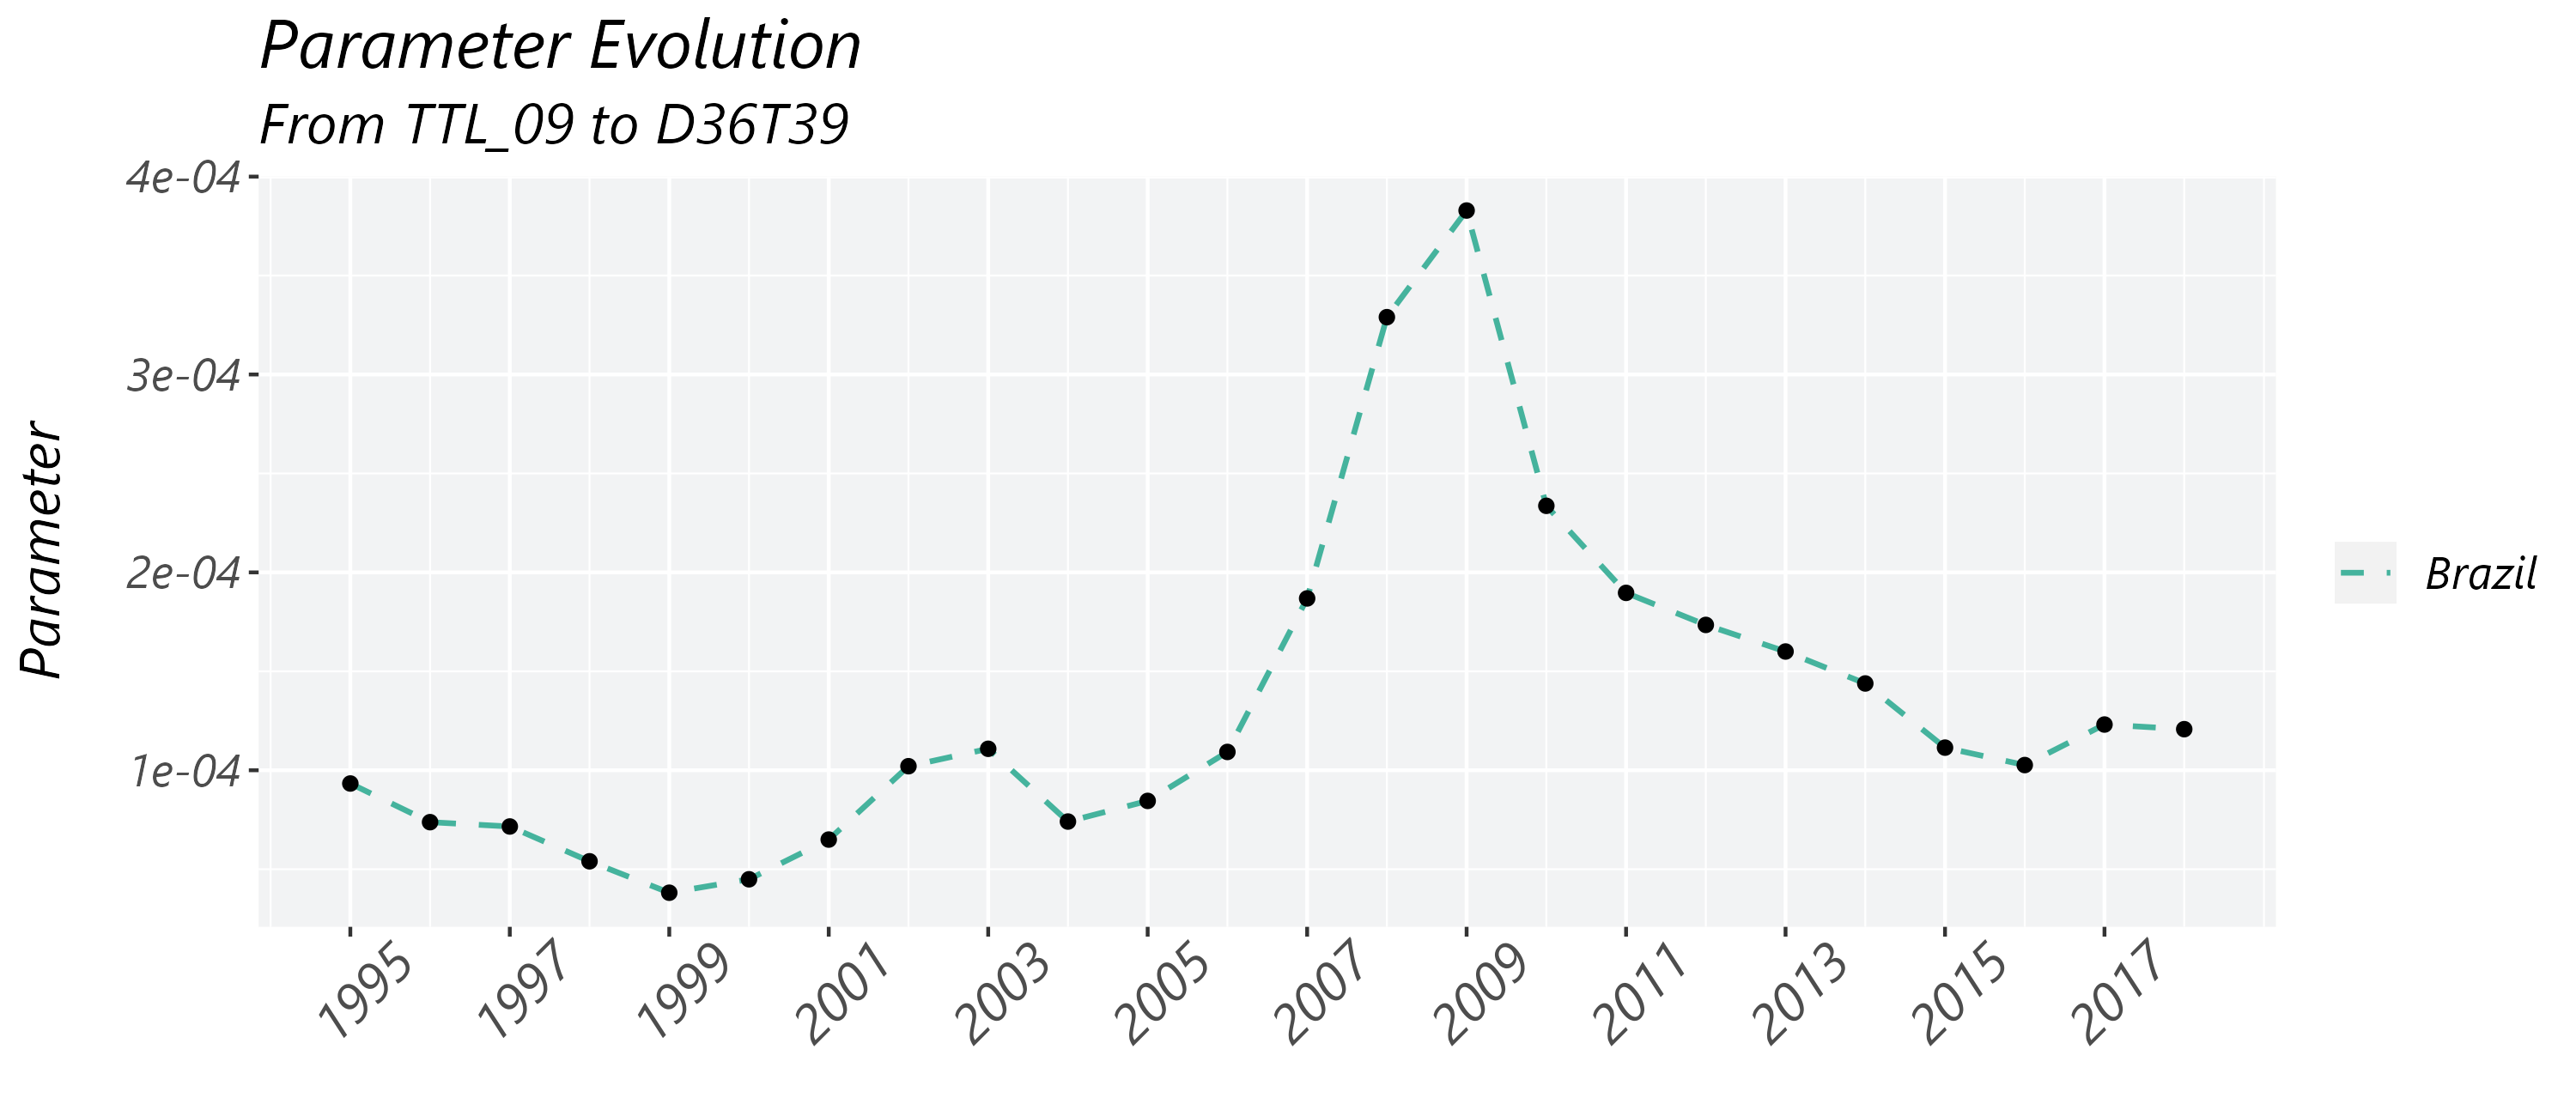 Parameter Evolution
From TTL_09 to D36T39
4e-04
3e-04
2e-04
1e-04
Parameter
1995
1997
1999
2001
2003
2005
2007
2009
2011
2013
2015
2017
Brazil